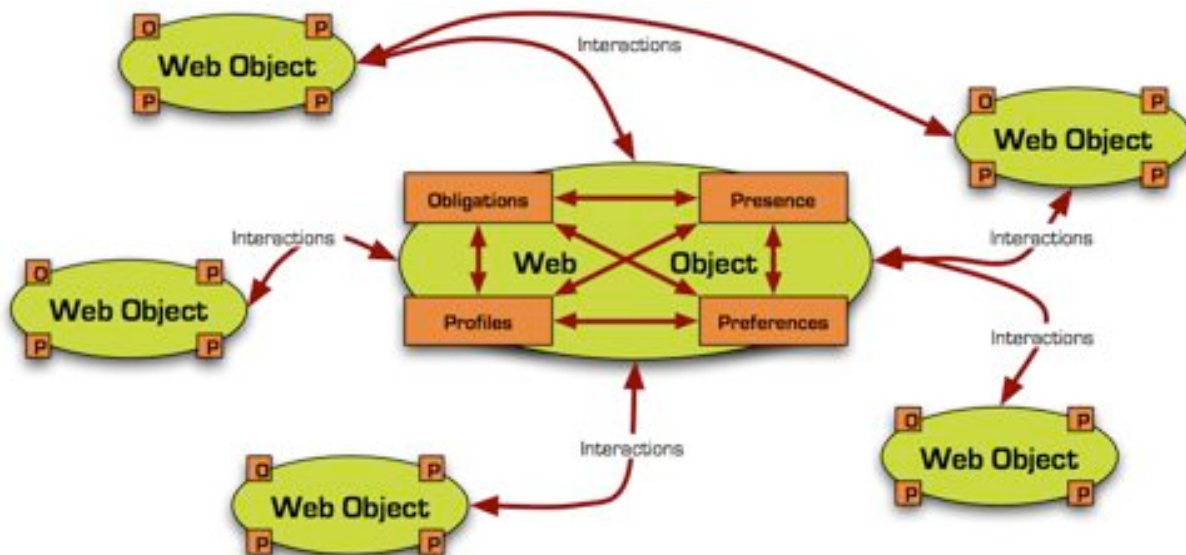 O P
Web Object
P P
Interactions
O P
Web Object
P P
Obligations Presence
Web Object
Profiles Preferences
Interactions
O P
Web Object
P P
Interactions
Interactions
O P
Web Object
P P
Interactions
O P
Web Object
P P